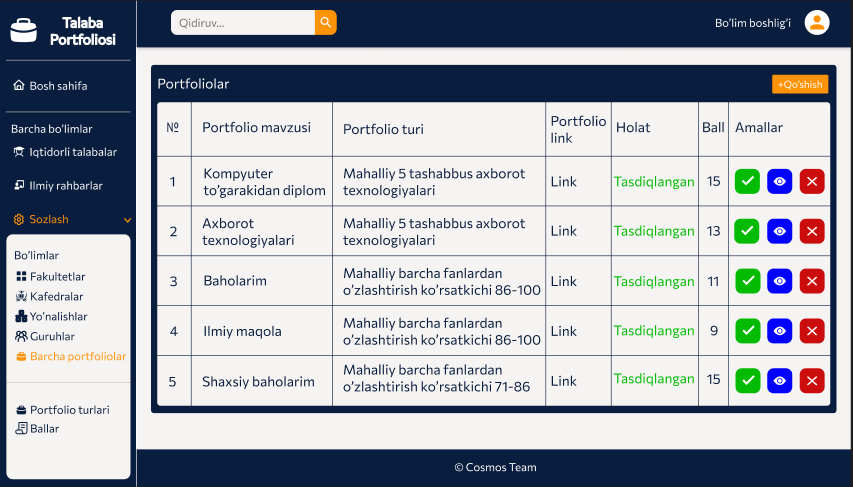 Talaba
Portfoliosi
Qidiruv...
Bo'lim boshlig'i
Bosh sahifa
Barcha bo'limlar
Iqtidorli talabalar
Ilmiy rahbarlar
Sozlash
Bo'limlar
Fakultetlar
Kafedralar
Yo'nalishlar
Guruhlar
Barcha portfoliolar
Portfolio turlari
Ballar
Portfoliolar
+Qo'shish
№ Portfolio mavzusi Portfolio turi Portfolio link Holat Ball Amallar
1 Kompyuter to'garakidan diplom Mahalliy 5 tashabbus axborot texnologiyalari Link Tasdiqlangan 15
2 Axborot texnologiyalari Mahalliy 5 tashabbus axborot texnologiyalari Link Tasdiqlangan 13
3 Baholarim Mahalliy barcha fanlardan o'zlashtirish ko'rsatkichi 86-100 Link Tasdiqlangan 11
4 Ilmiy maqola Mahalliy barcha fanlardan o'zlashtirish ko'rsatkichi 86-100 Link Tasdiqlangan 9
5 Shaxsiy baholarim Mahalliy barcha fanlardan o'zlashtirish ko'rsatkichi 71-86 Link Tasdiqlangan 15
© Cosmos Team